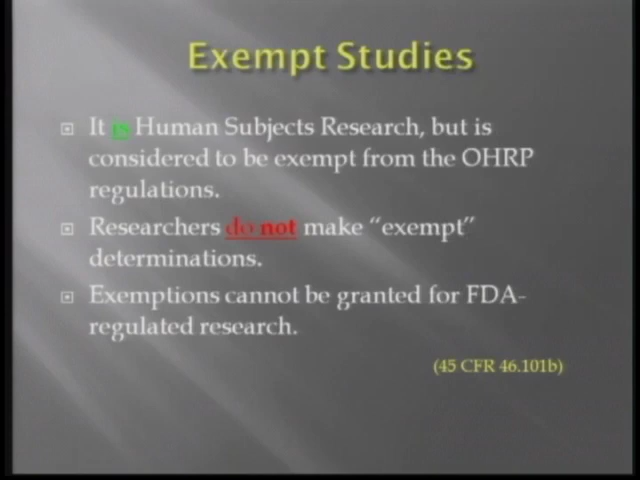 Exempt Studies
It is Human Subjects Research, but is
considered to be exempt from the OHRP
regulations.
Researchers do not make “exempt”
determinations.
Exemptions cannot be granted for FDA-
regulated research.
(45 CFR 46.101b)